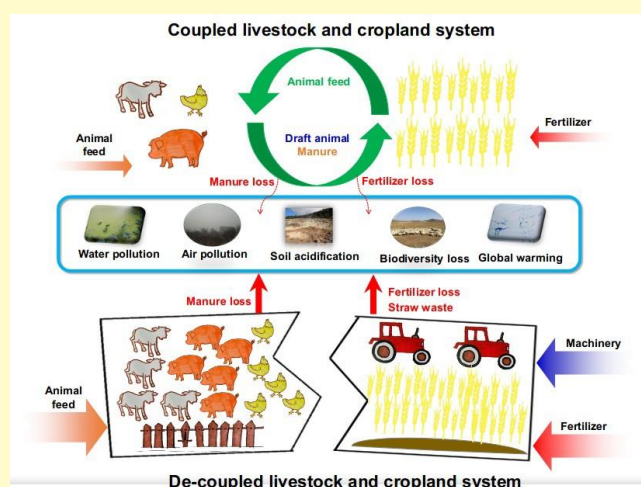 Coupled livestock and cropland system
Animal feed
Fertilizer
Animal
feed
Draft animal
Manure
Manure loss
Fertilizer loss
Water pollution
Air pollution
Soil acidification
Biodiversity loss
Global warming
Manure loss
Fertilizer loss
Straw waste
Machinery
Animal
feed
Fertilizer
De-coupled livestock and cropland system